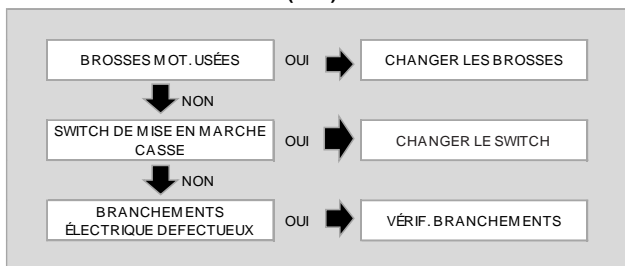 BROSSES MOT. USÉES OUI CHANGER LES BROSSES
NON
SWITCH DE MISE EN MARCHE
CASSE OUI CHANGER LE SWITCH
NON
BRANCHEMENTS
ÉLECTRIQUE DEFECTUEUX OUI VÉRIF. BRANCHEMENTS